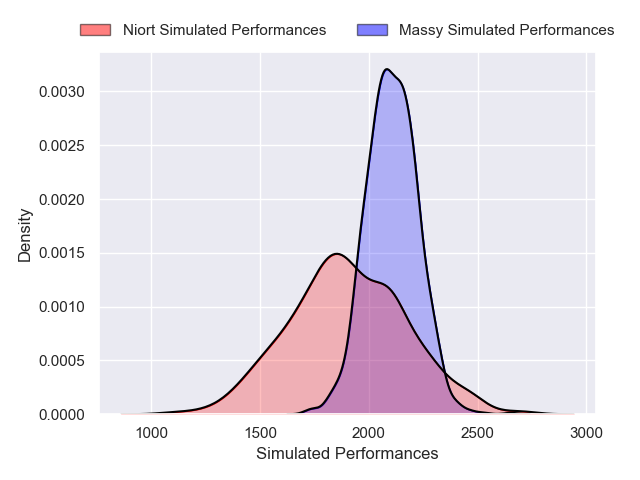 Niort Simulated Performances Massy Simulated Performances
0.0030
0.0025
0.0020
0.0015
0.0010
0.0005
0.0000
Density
1000 1500 2000 2500 3000
Simulated Performances